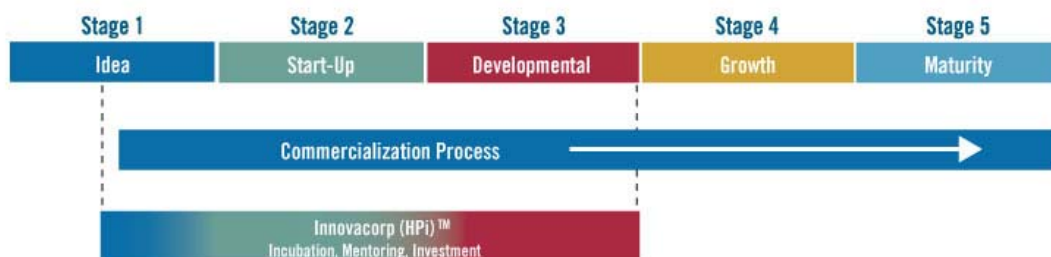 Stage 1 Stage 2 Stage 3 Stage 4 Stage 5
Idea Start-Up Developmental Growth Maturity
Commercialization Process
Innovacorp (HPi)™
Incubation, Mentoring, Investment